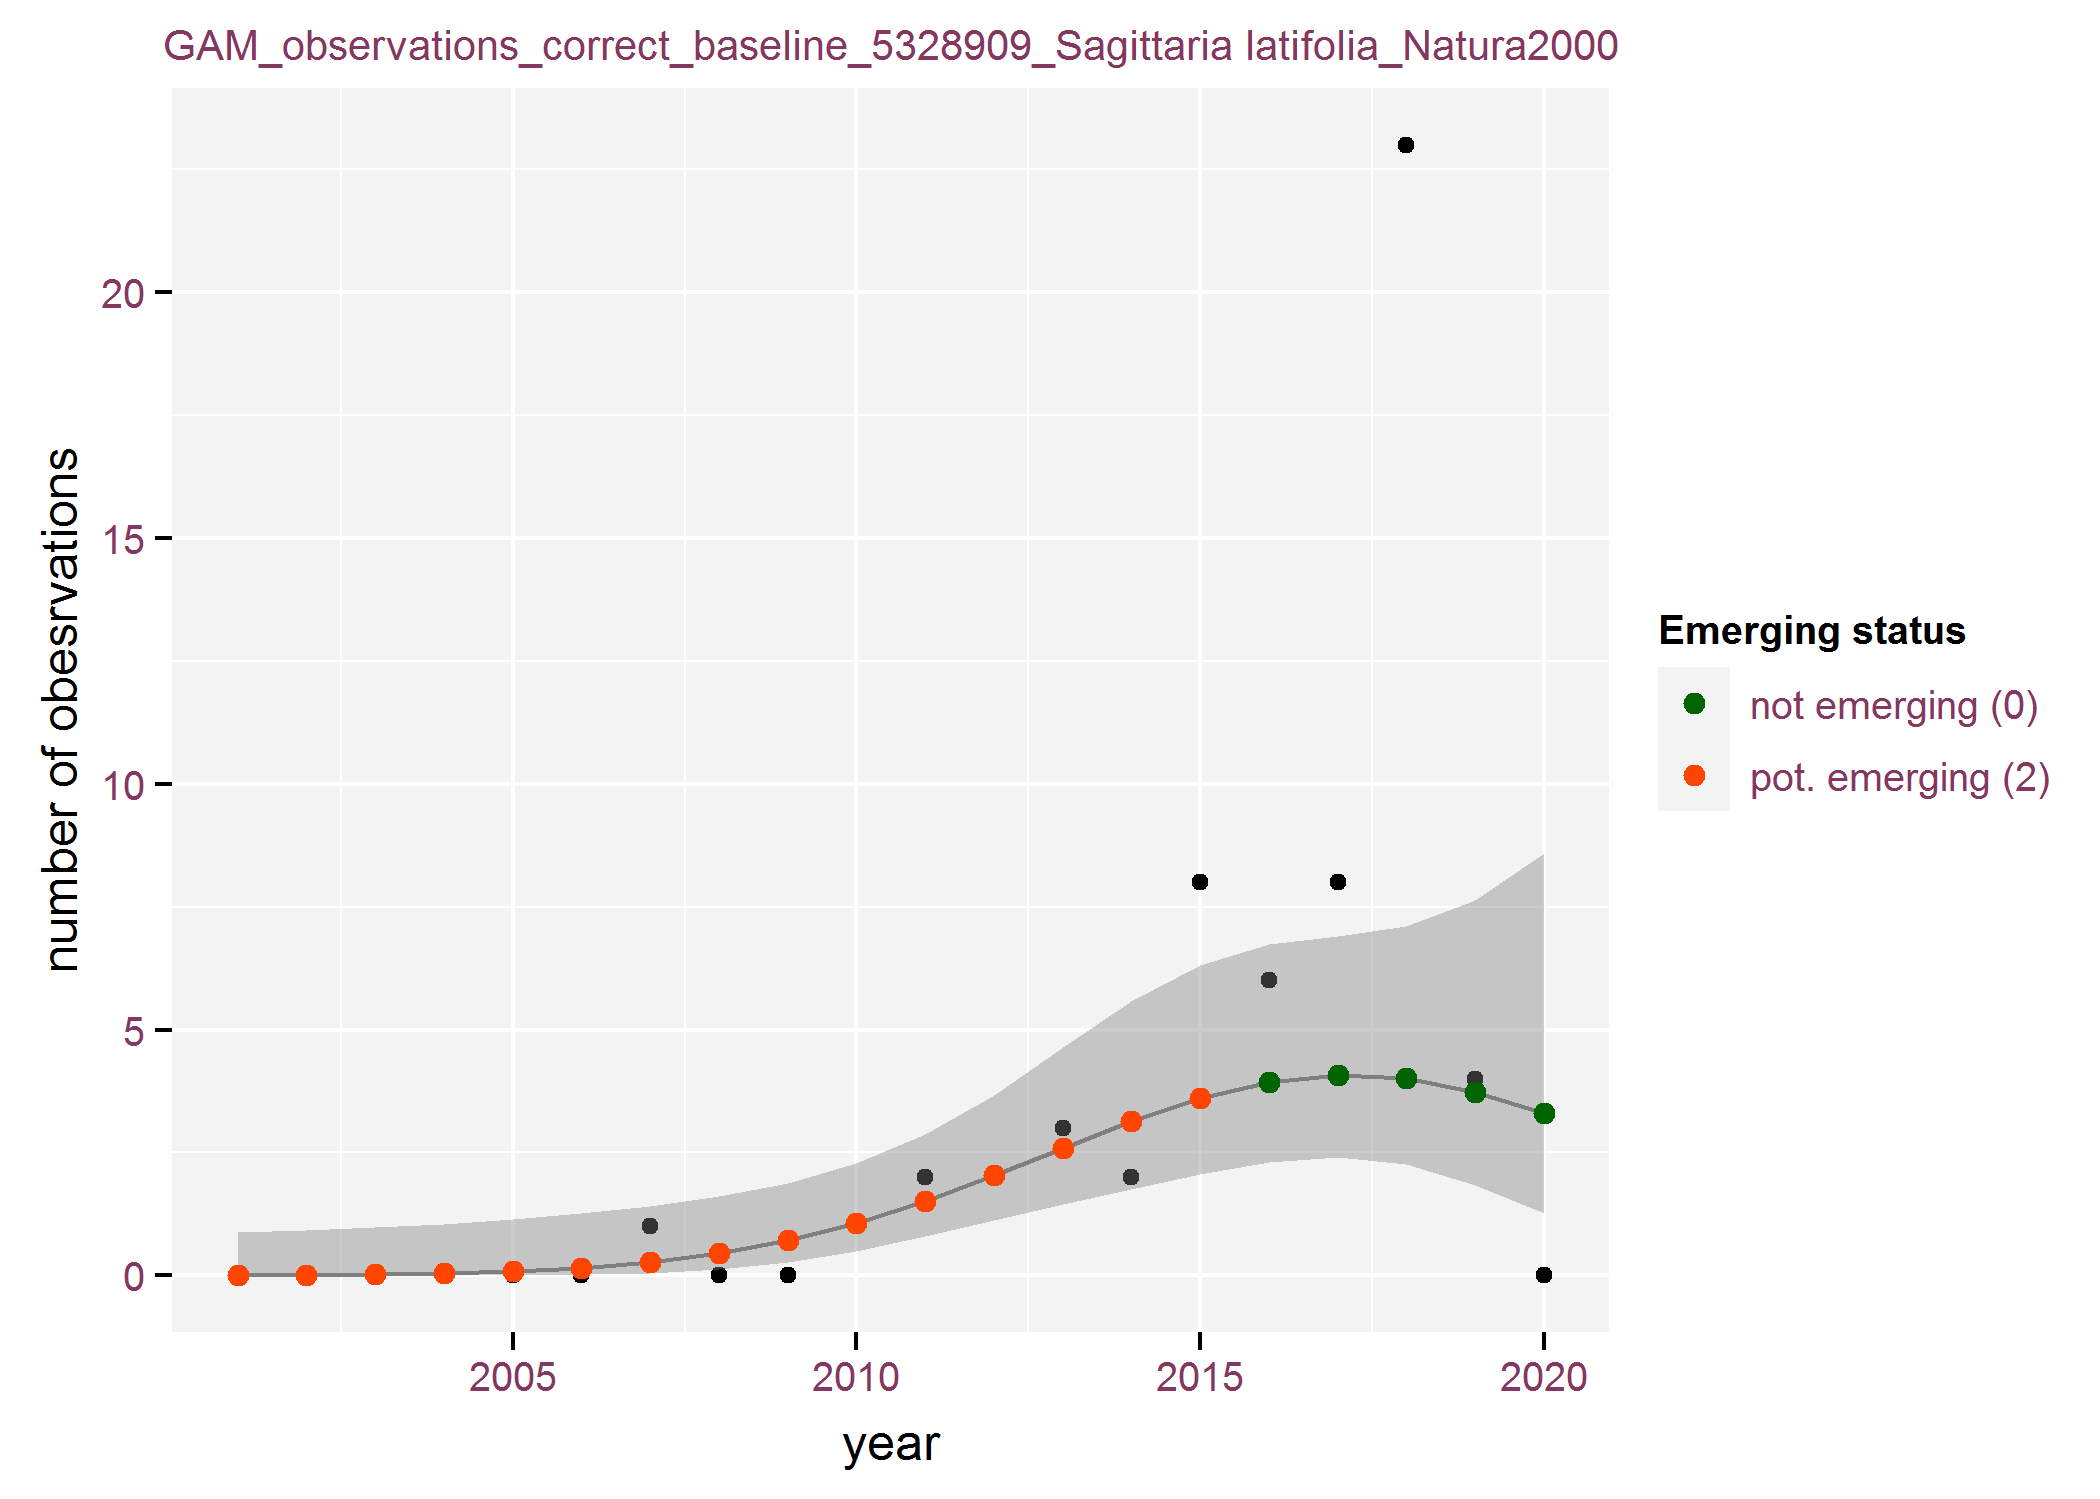 GAM_observations_correct_baseline_5328909_Sagittaria latifolia_Natura2000
number of obesrvations
20
15
10
5
0
2005 2010 2015 2020
year
Emerging status
not emerging (0)
pot. emerging (2)